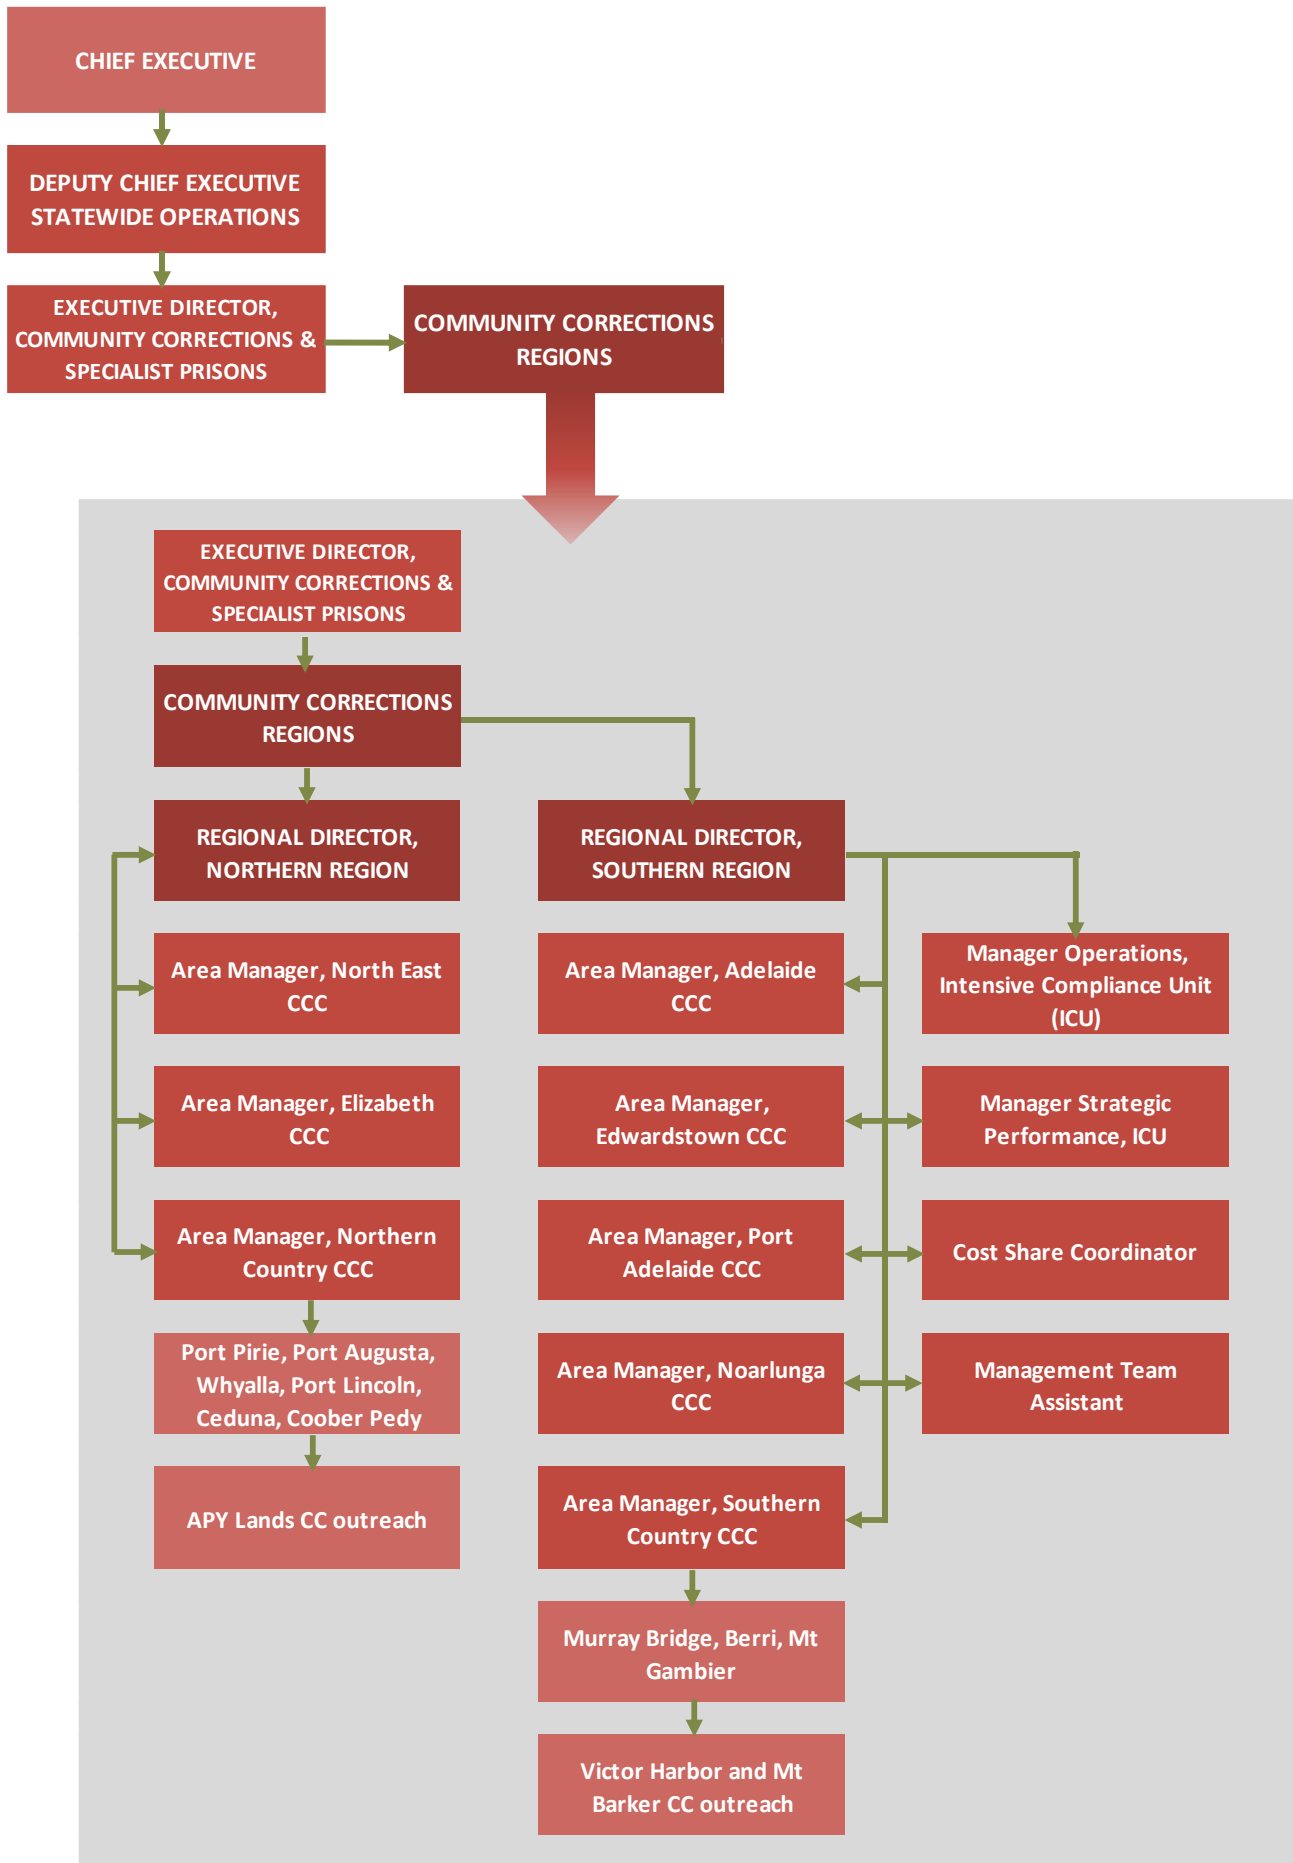 CHIEF EXECUTIVE
DEPUTY CHIEF EXECUTIVE
STATEWIDE OPERATIONS
EXECUTIVE DIRECTOR,
COMMUNITY CORRECTIONS &
SPECIALIST PRISONS
COMMUNITY CORRECTIONS
REGIONS
EXECUTIVE DIRECTOR,
COMMUNITY CORRECTIONS &
SPECIALIST PRISONS
COMMUNITY CORRECTIONS
REGIONS
REGIONAL DIRECTOR,
NORTHERN REGION
Area Manager, North East
CCC
Area Manager, Elizabeth
CCC
Area Manager, Northern
Country CCC
Port Pirie, Port Augusta,
Whyalla, Port Lincoln,
Ceduna, Coober Pedy
APY Lands CC outreach
REGIONAL DIRECTOR,
SOUTHERN REGION
Area Manager, Adelaide
CCC
Area Manager,
Edwardstown CCC
Area Manager, Port
Adelaide CCC
Area Manager, Noarlunga
CCC
Area Manager, Southern
Country CCC
Murray Bridge, Berri, Mt
Gambier
Victor Harbor and Mt
Barker CC outreach
Manager Operations,
Intensive Compliance Unit
(ICU)
Manager Strategic
Performance, ICU
Cost Share Coordinator
Management Team
Assistant